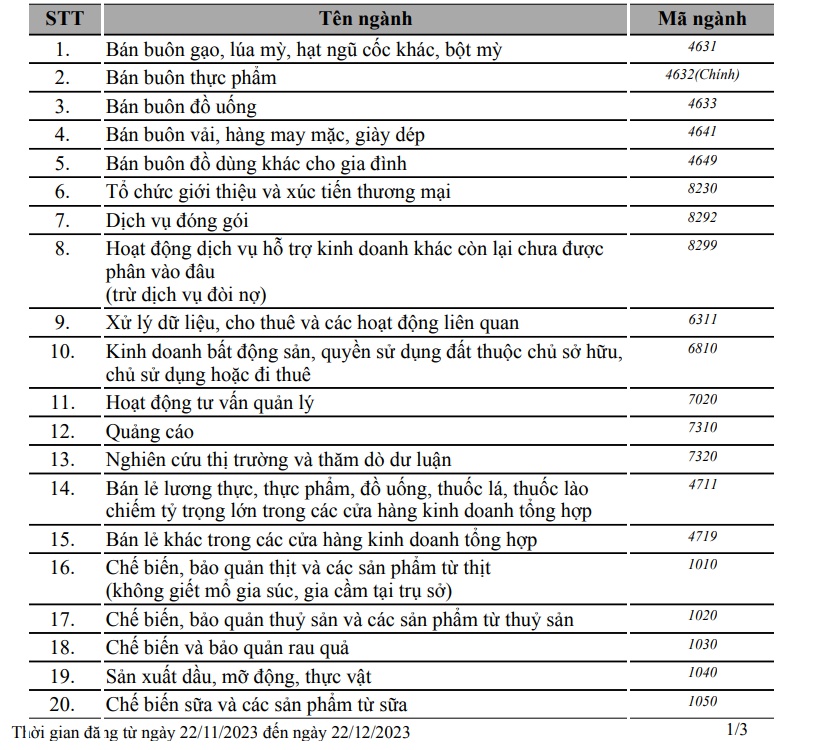 STT Tên ngành Mã ngành
1. Bán buôn gạo, lúa mỳ, hạt ngũ cốc khác, bột mỳ 4631
2. Bán buôn thực phẩm 4632(Chính)
3. Bán buôn đồ uống 4633
4. Bán buôn vải, hàng may mặc, giày dép 4641
5. Bán buôn đồ dùng khác cho gia đình 4649
6. Tổ chức giới thiệu và xúc tiến thương mại 8230
7. Dịch vụ đóng gói 8292
8. Hoạt động dịch vụ hỗ trợ kinh doanh khác còn lại chưa được 8299
phân vào đâu
(trừ dịch vụ đòi nợ)
9. Xử lý dữ liệu, cho thuê và các hoạt động liên quan 6311
10. Kinh doanh bất động sản, quyền sử dụng đất thuộc chủ sở hữu, 6810
chủ sử dụng hoặc đi thuê
11. Hoạt động tư vấn quản lý 7020
12. Quảng cáo 7310
13. Nghiên cứu thị trường và thăm dò dư luận 7320
14. Bán lẻ lương thực, thực phẩm, đồ uống, thuốc lá, thuốc lào 4711
chiếm tỷ trọng lớn trong các cửa hàng kinh doanh tổng hợp
15. Bán lẻ khác trong các cửa hàng kinh doanh tổng hợp 4719
16. Chế biến, bảo quản thịt và các sản phẩm từ thịt 1010
(không giết mổ gia súc, gia cầm tại trụ sở)
17. Chế biến, bảo quản thuỷ sản và các sản phẩm từ thuỷ sản 1020
18. Chế biến và bảo quản rau quả 1030
19. Sản xuất dầu, mỡ động, thực vật 1040
20. Chế biến sữa và các sản phẩm từ sữa 1050
Thời gian đăng từ ngày 22/11/2023 đến ngày 22/12/2023 1/3